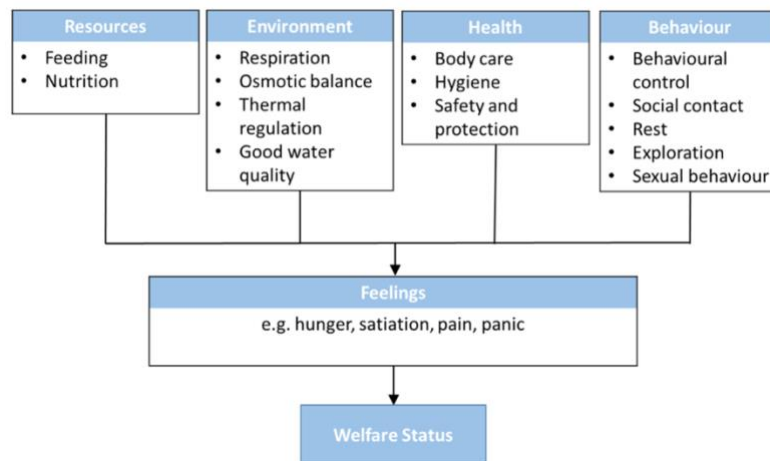 Resources
• Feeding
• Nutrition
Environment
• Respiration
• Osmotic balance
• Thermal
regulation
• Good water
quality
Health
• Body care
• Hygiene
• Safety and
protection
Behaviour
• Behavioural
control
• Social contact
• Rest
• Exploration
• Sexual behaviour
Feelings
e.g. hunger, satiation, pain, panic
Welfare Status